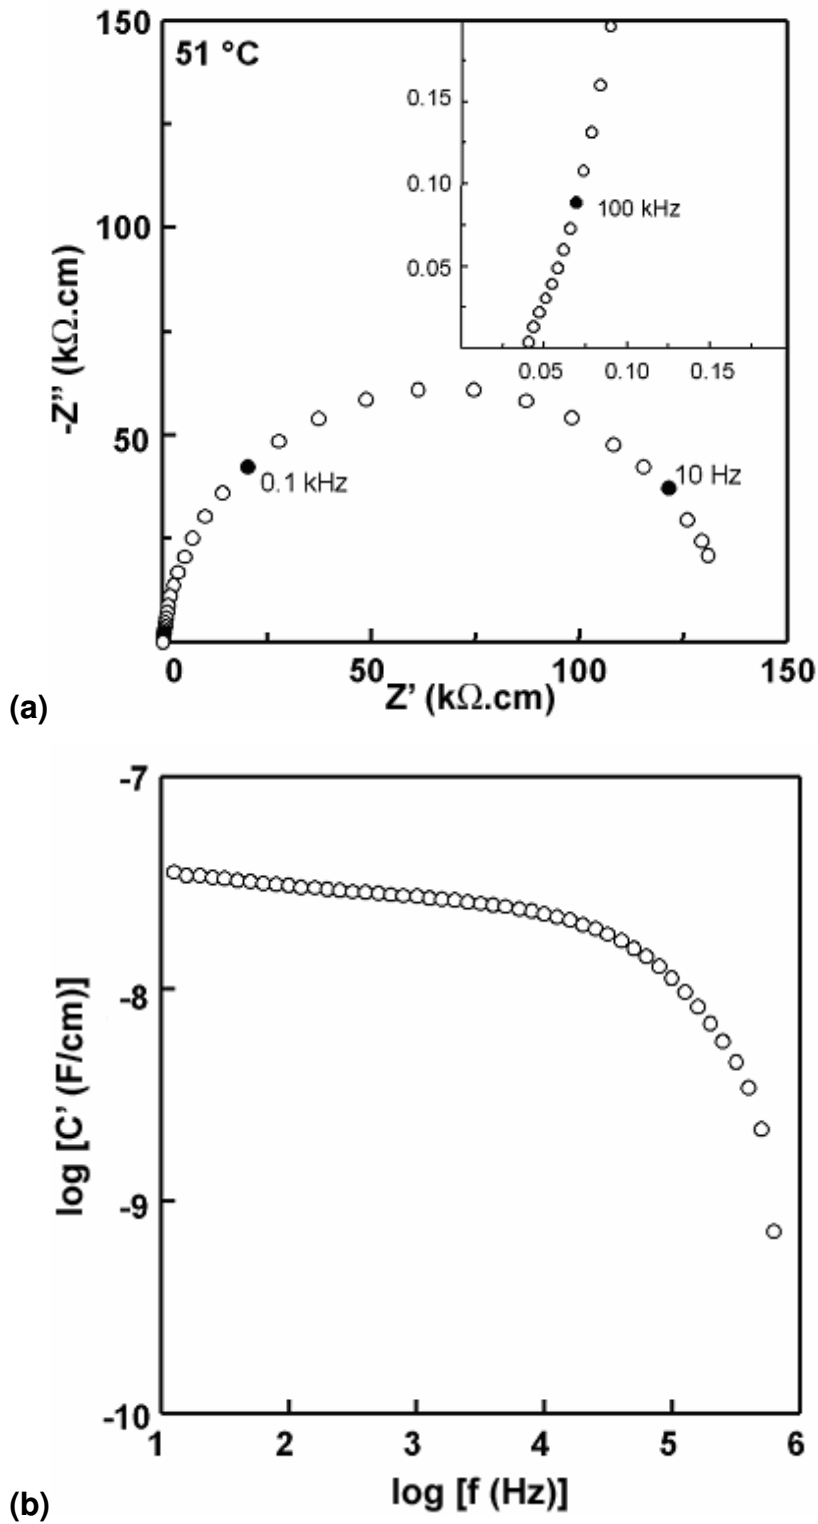 150
51 °C
0.15
0.10
100 kHz
0.05
0.05 0.10 0.15
100
-Z” (kΩ.cm)
50
0.1 kHz
10 Hz
0 50 100 150
Z’ (kΩ.cm)
(a)
-7
-8
log [C’ (F/cm)]
-9
-10
1 2 3 4 5 6
log [f (Hz)]
(b)